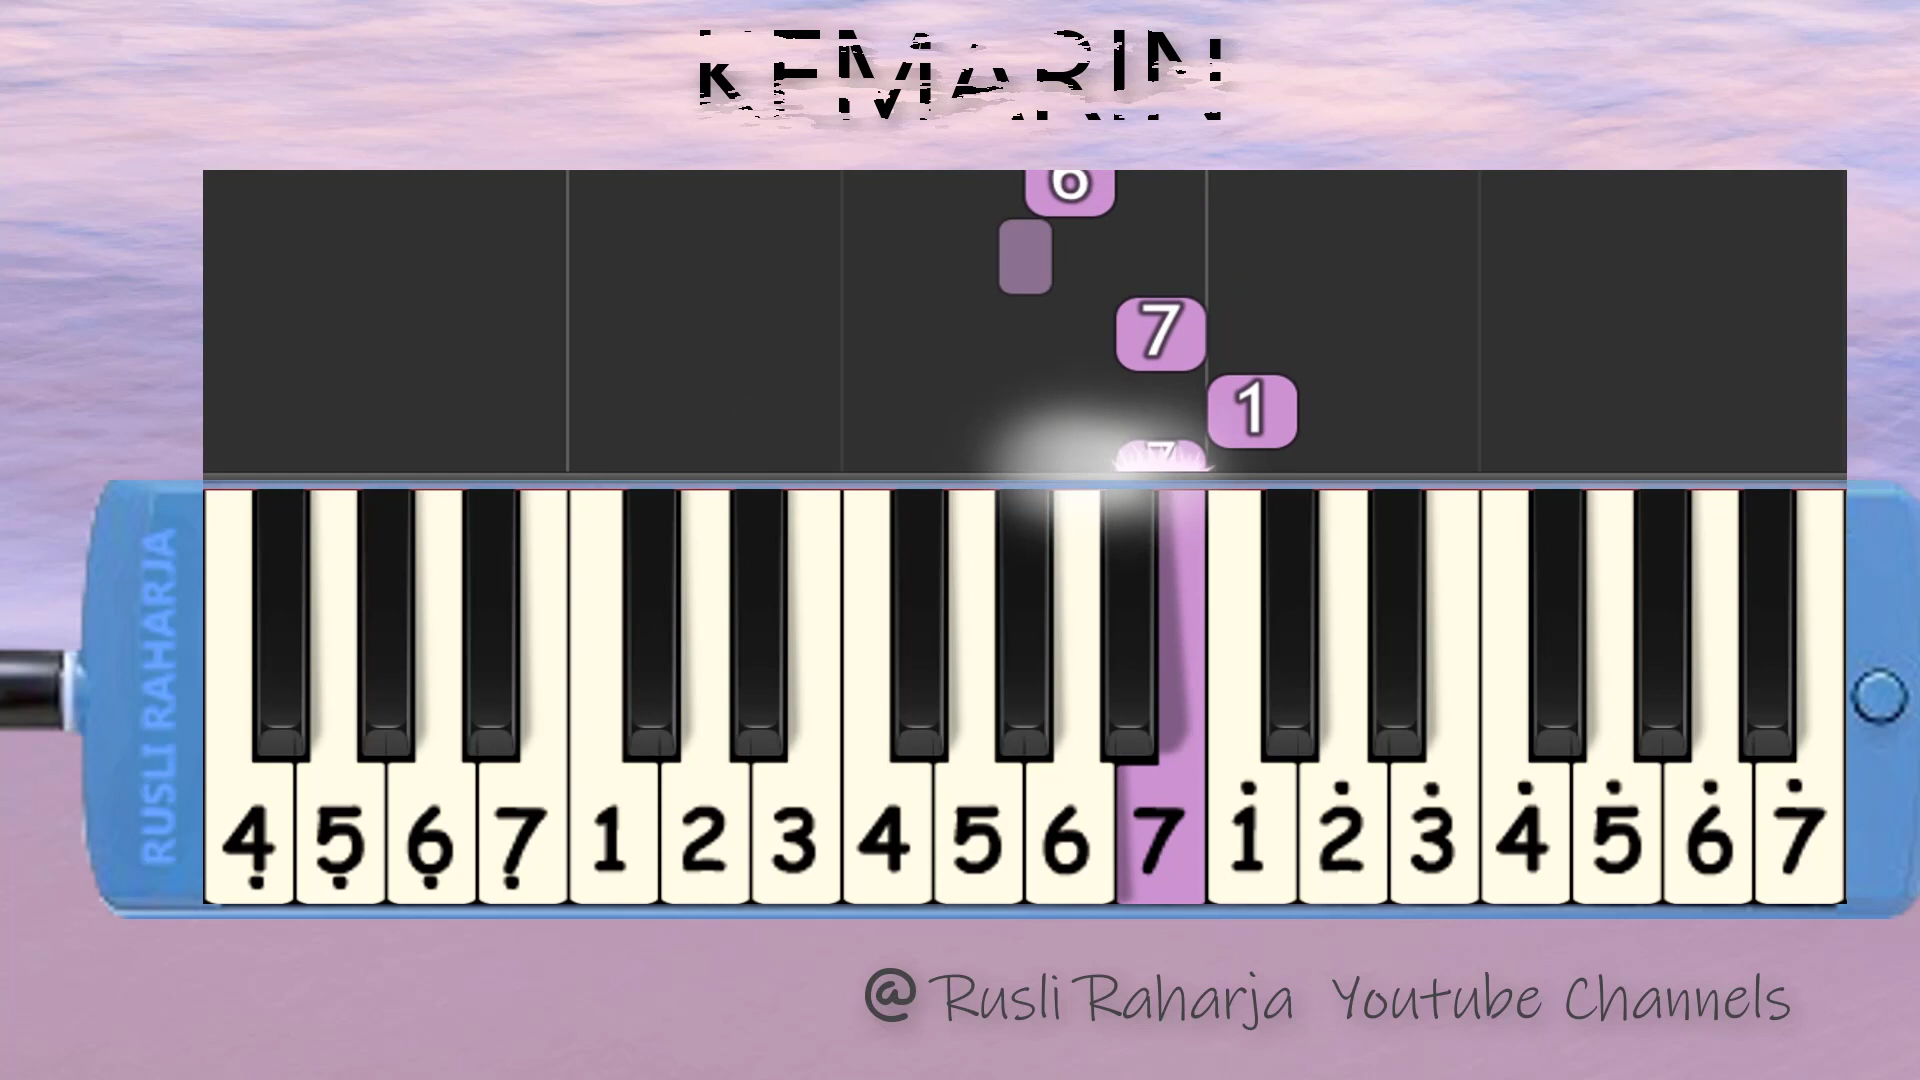 KEMARIN
6
7
1
7
RUSLI RAHARJA
4̣ 5̣ 6̣ 7̣ 1 2 3 4 5 6 7 1̇ 2̇ 3̇ 4̇ 5̇ 6̇ 7̇
@Rusli Raharja Youtube Channels